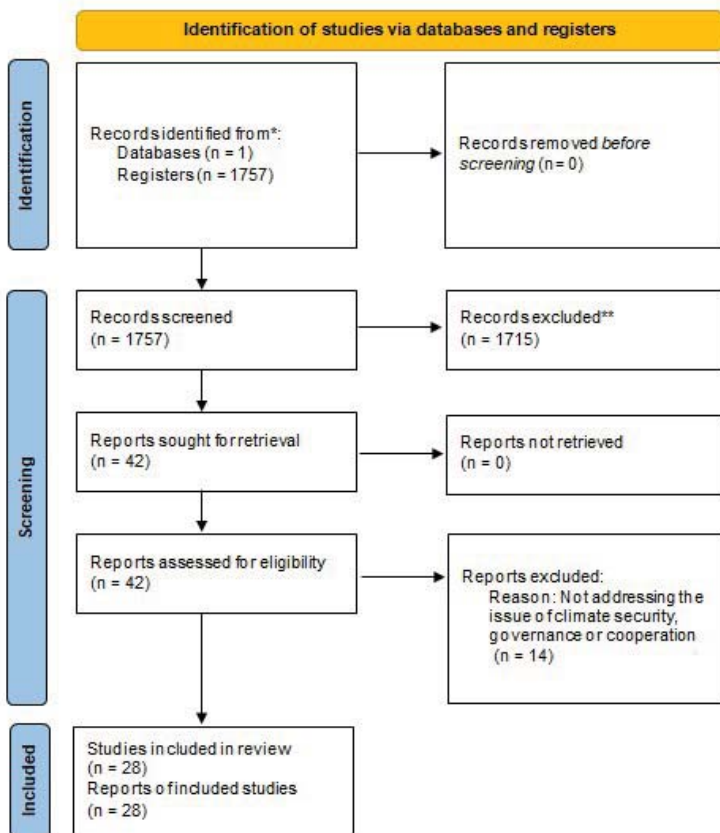 Identification of studies via databases and registers
Identification
Records identified from*:
Databases (n = 1)
Registers (n = 1757)
Records removed before
screening (n = 0)
Screening
Records screened
(n = 1757)
Records excluded**
(n = 1715)
Reports sought for retrieval
(n = 42)
Reports not retrieved
(n = 0)
Reports assessed for eligibility
(n = 42)
Reports excluded:
Reason: Not addressing the
issue of climate security,
governance or cooperation
(n = 14)
Included
Studies included in review
(n = 28)
Reports of included studies
(n = 28)